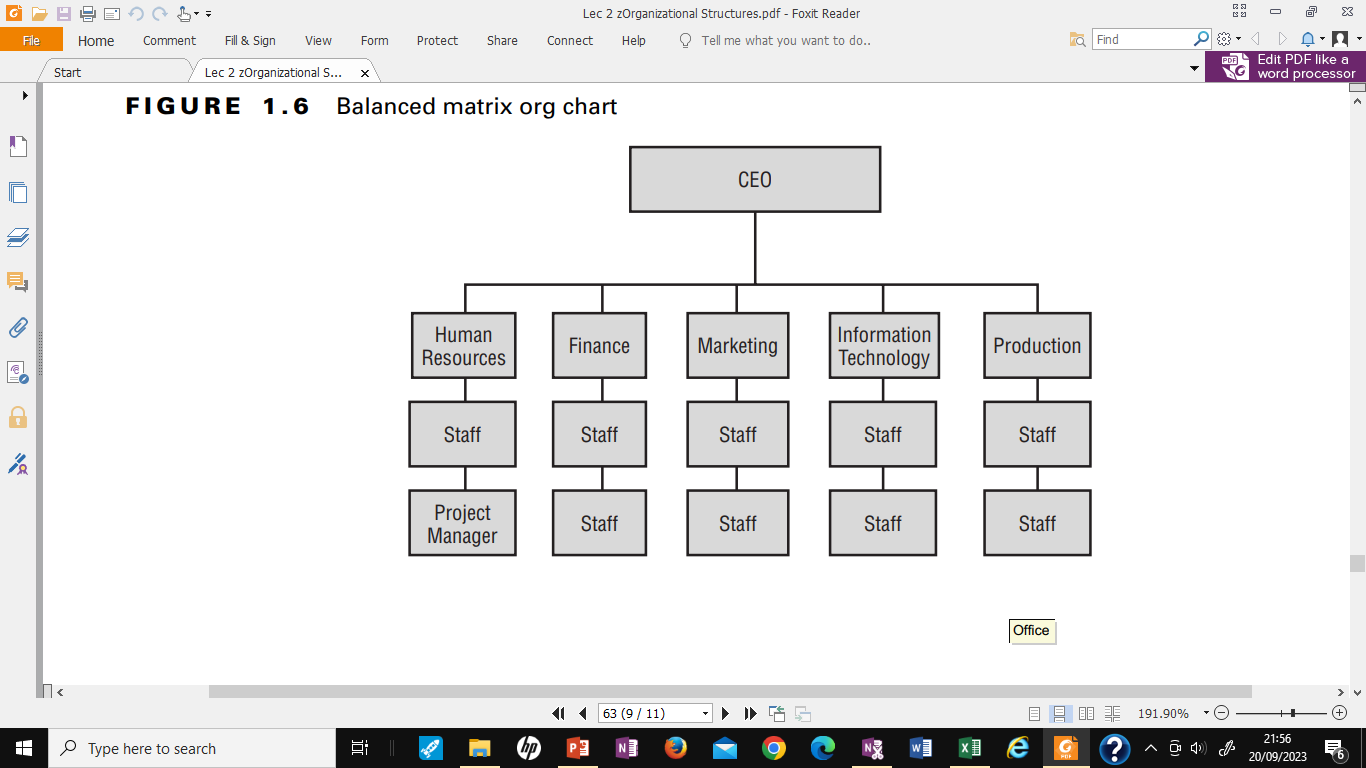 Lec 2 zOrganizational Structures.pdf - Foxit Reader
File Home Comment Fill & Sign View Form Protect Share Connect Help Tell me what you want to do.. Find
Start Lec 2 zOrganizational S... Edit PDF like a
word processor
FIGURE 1.6 Balanced matrix org chart
CEO
Human
Resources
Finance
Marketing
Information
Technology
Production
Staff
Staff
Staff
Staff
Staff
Project
Manager
Staff
Staff
Staff
Staff
Office
63 (9 / 11) 191.90%
Type here to search
21:56
20/09/2023
6